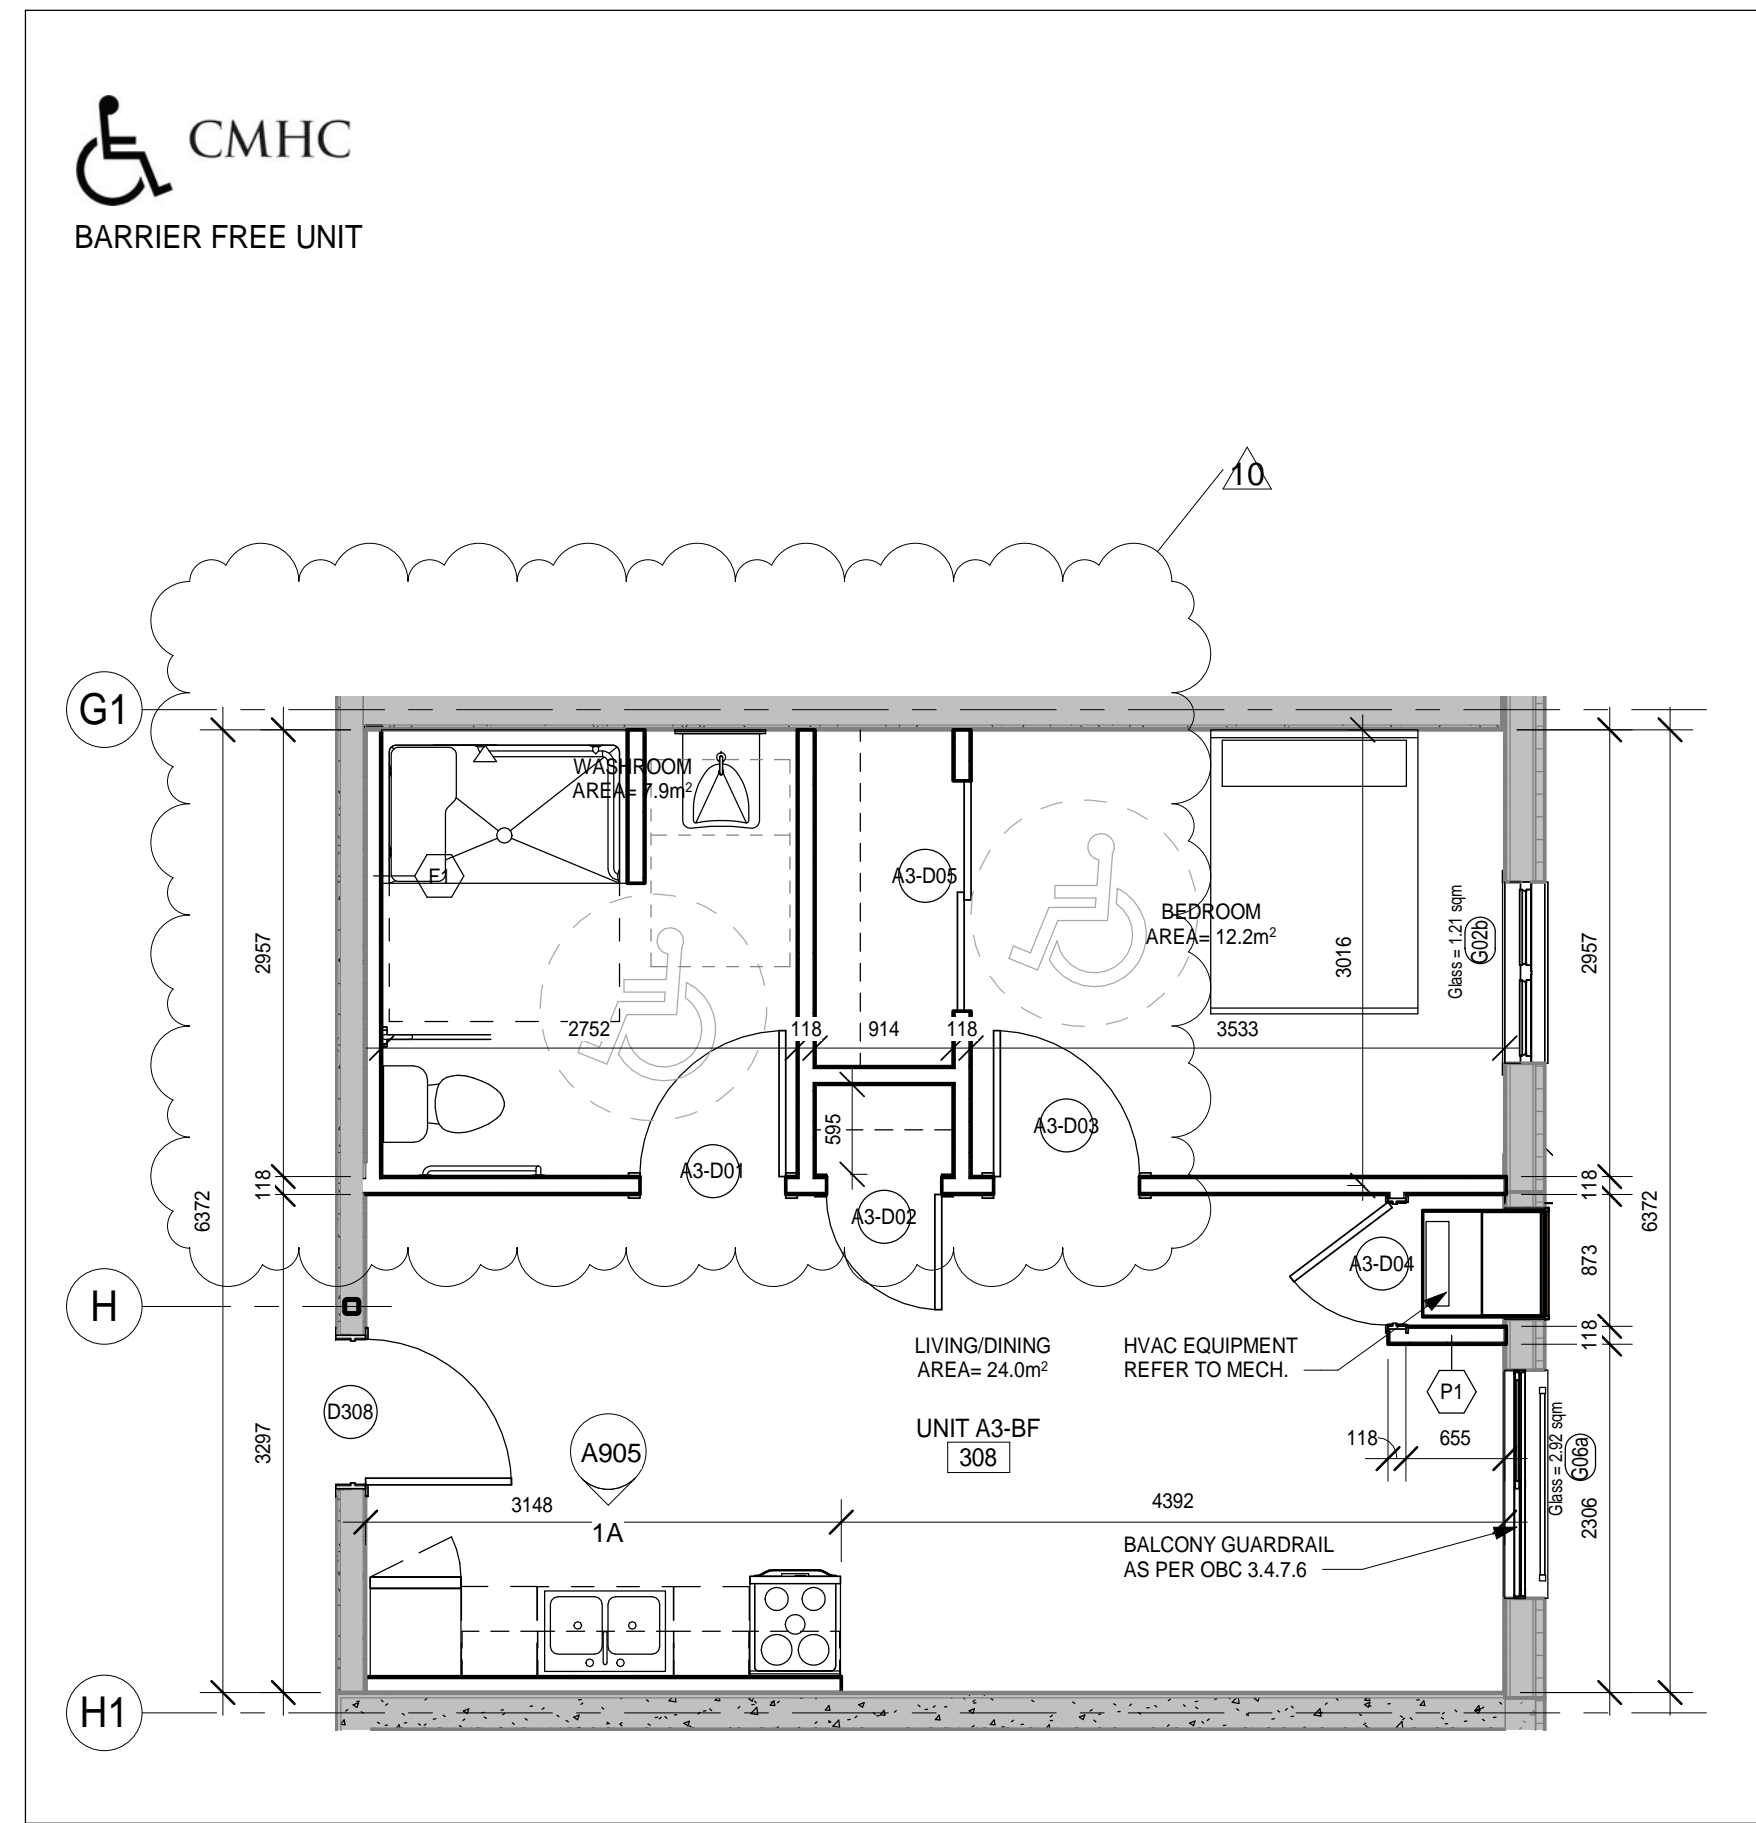 CMHC
BARRIER FREE UNIT
10
G1
WASHROOM
AREA= 7.9m²
F1
A3-D05
BEDROOM
AREA= 12.2m²
Glass = 1.21 sqm
G02b
2957
3016
2957
2752
118
914
118
3533
595
A3-D01
A3-D03
A3-D02
118
6372
118
6372
A3-D04
873
H
118
LIVING/DINING
AREA= 24.0m²
HVAC EQUIPMENT
REFER TO MECH.
P1
D308
UNIT A3-BF
308
A905
3297
118
655
Glass = 2.92 sqm
G06a
3148
4392
2306
1A
BALCONY GUARDRAIL
AS PER OBC 3.4.7.6
H1